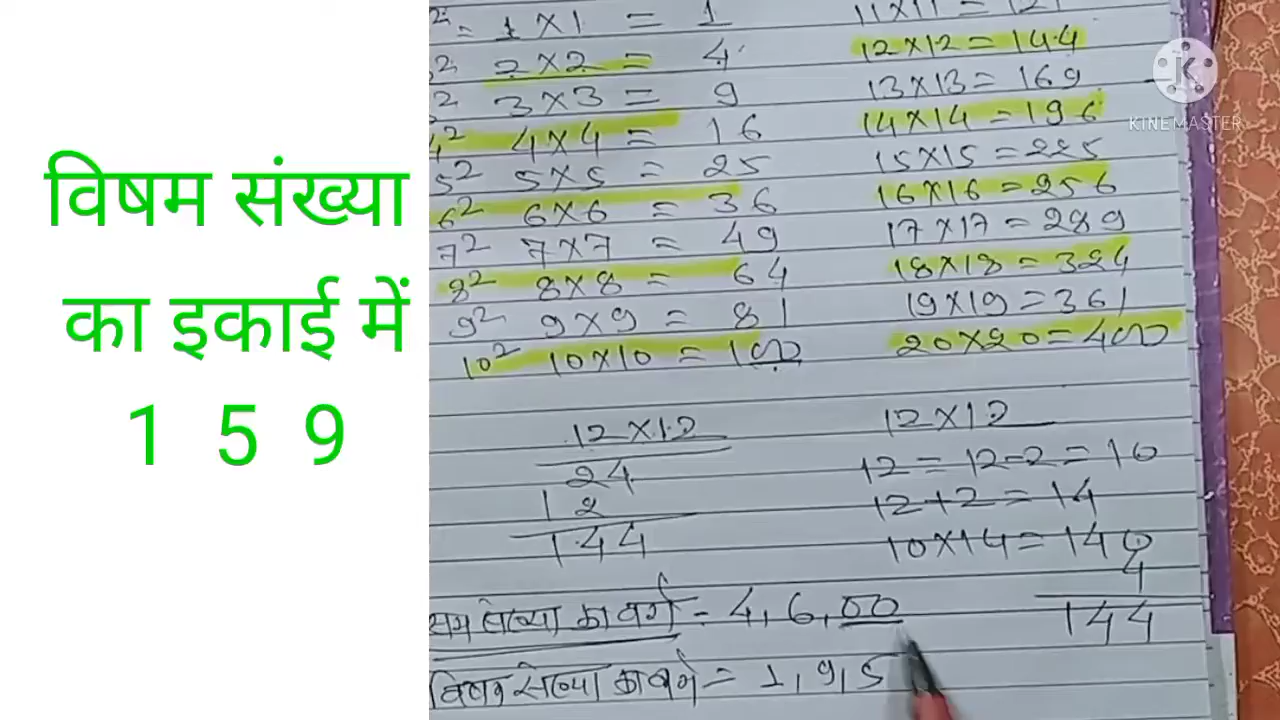 विषम संख्या
का इकाई में
1 5 9
2² = 1 × 1 = 1
2 × 2 = 4
3 × 3 = 9
4² 4 × 4 = 16
5² 5 × 5 = 25
6² 6 × 6 = 36
7² 7 × 7 = 49
8² 8 × 8 = 64
9² 9 × 9 = 81
10² 10 × 10 = 100
11 × 11 = 121
12 × 12 = 144
13 × 13 = 169
14 × 14 = 196
15 × 15 = 225
16 × 16 = 256
17 × 17 = 289
18 × 18 = 324
19 × 19 = 361
20 × 20 = 400
12 × 12
24
1 2
144
12 × 12
12 = 12 - 2 = 10
12 + 2 = 14
10 × 14 = 140
4
144
सम संख्या का वर्ग = 4, 6, 00
विषम संख्या का वर्ग = 1, 9, 5
K
KINEMASTER